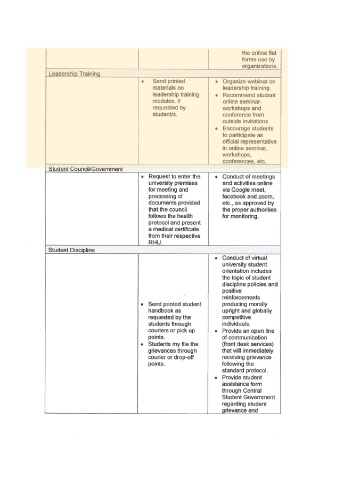 the online flat
forms use by
organizations.
Leadership Training
• Send printed
materials on
leadership training
modules, if
requested by
student/s.
• Organize webinar on
leadership training.
• Recommend student
online seminar-
workshops and
conference from
outside invitations
• Encourage students
to participate as
official representative
in online seminar,
workshops,
conferences, etc.
Student Council/Government
• Request to enter the
university premises
for meeting and
processing of
documents provided
that the council
follows the health
protocol and present
a medical certificate
from their respective
RHU.
• Conduct of meetings
and activities online
via Google meet,
facebook and zoom,
etc., as approved by
the proper authorities
for monitoring.
Student Discipline
• Send printed student
handbook as
requested by the
students through
couriers or pick up
points.
• Students my file the
grievances through
courier or drop-off
points.
• Conduct of virtual
university student
orientation includes
the topic of student
discipline policies and
positive
reinforcements
producing morally
upright and globally
competitive
individuals.
• Provide an open line
of communication
(front desk services)
that will immediately
receiving grievance
following the
standard protocol.
• Provide student
assistance form
through Central
Student Government
regarding student
grievance and